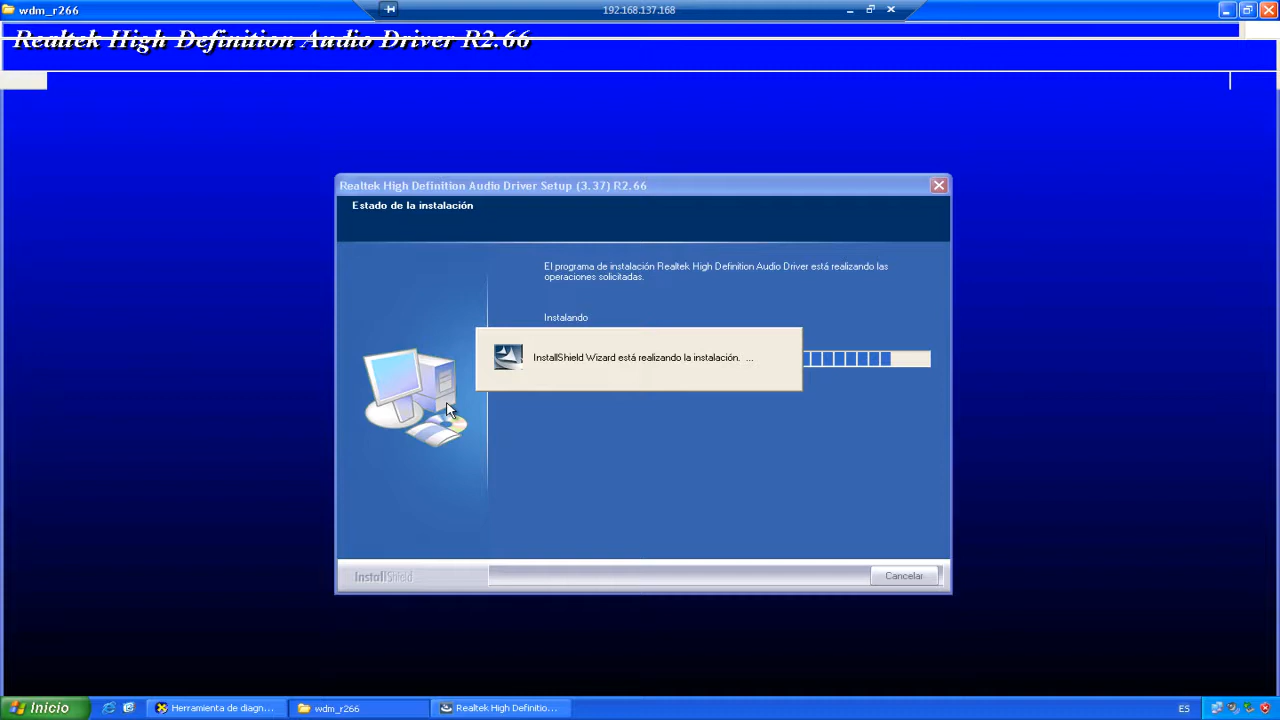 wdm_r266
192.168.137.168
Realtek High Definition Audio Driver R2.66
Realtek High Definition Audio Driver Setup (3.37) R2.66
Estado de la instalación
El programa de instalación Realtek High Definition Audio Driver está realizando las
operaciones solicitadas.
Instalando
InstallShield Wizard está realizando la instalación. ...
InstallShield
Cancelar
Inicio
Herramienta de diagn...
wdm_r266
Realtek High Definitio...
ES